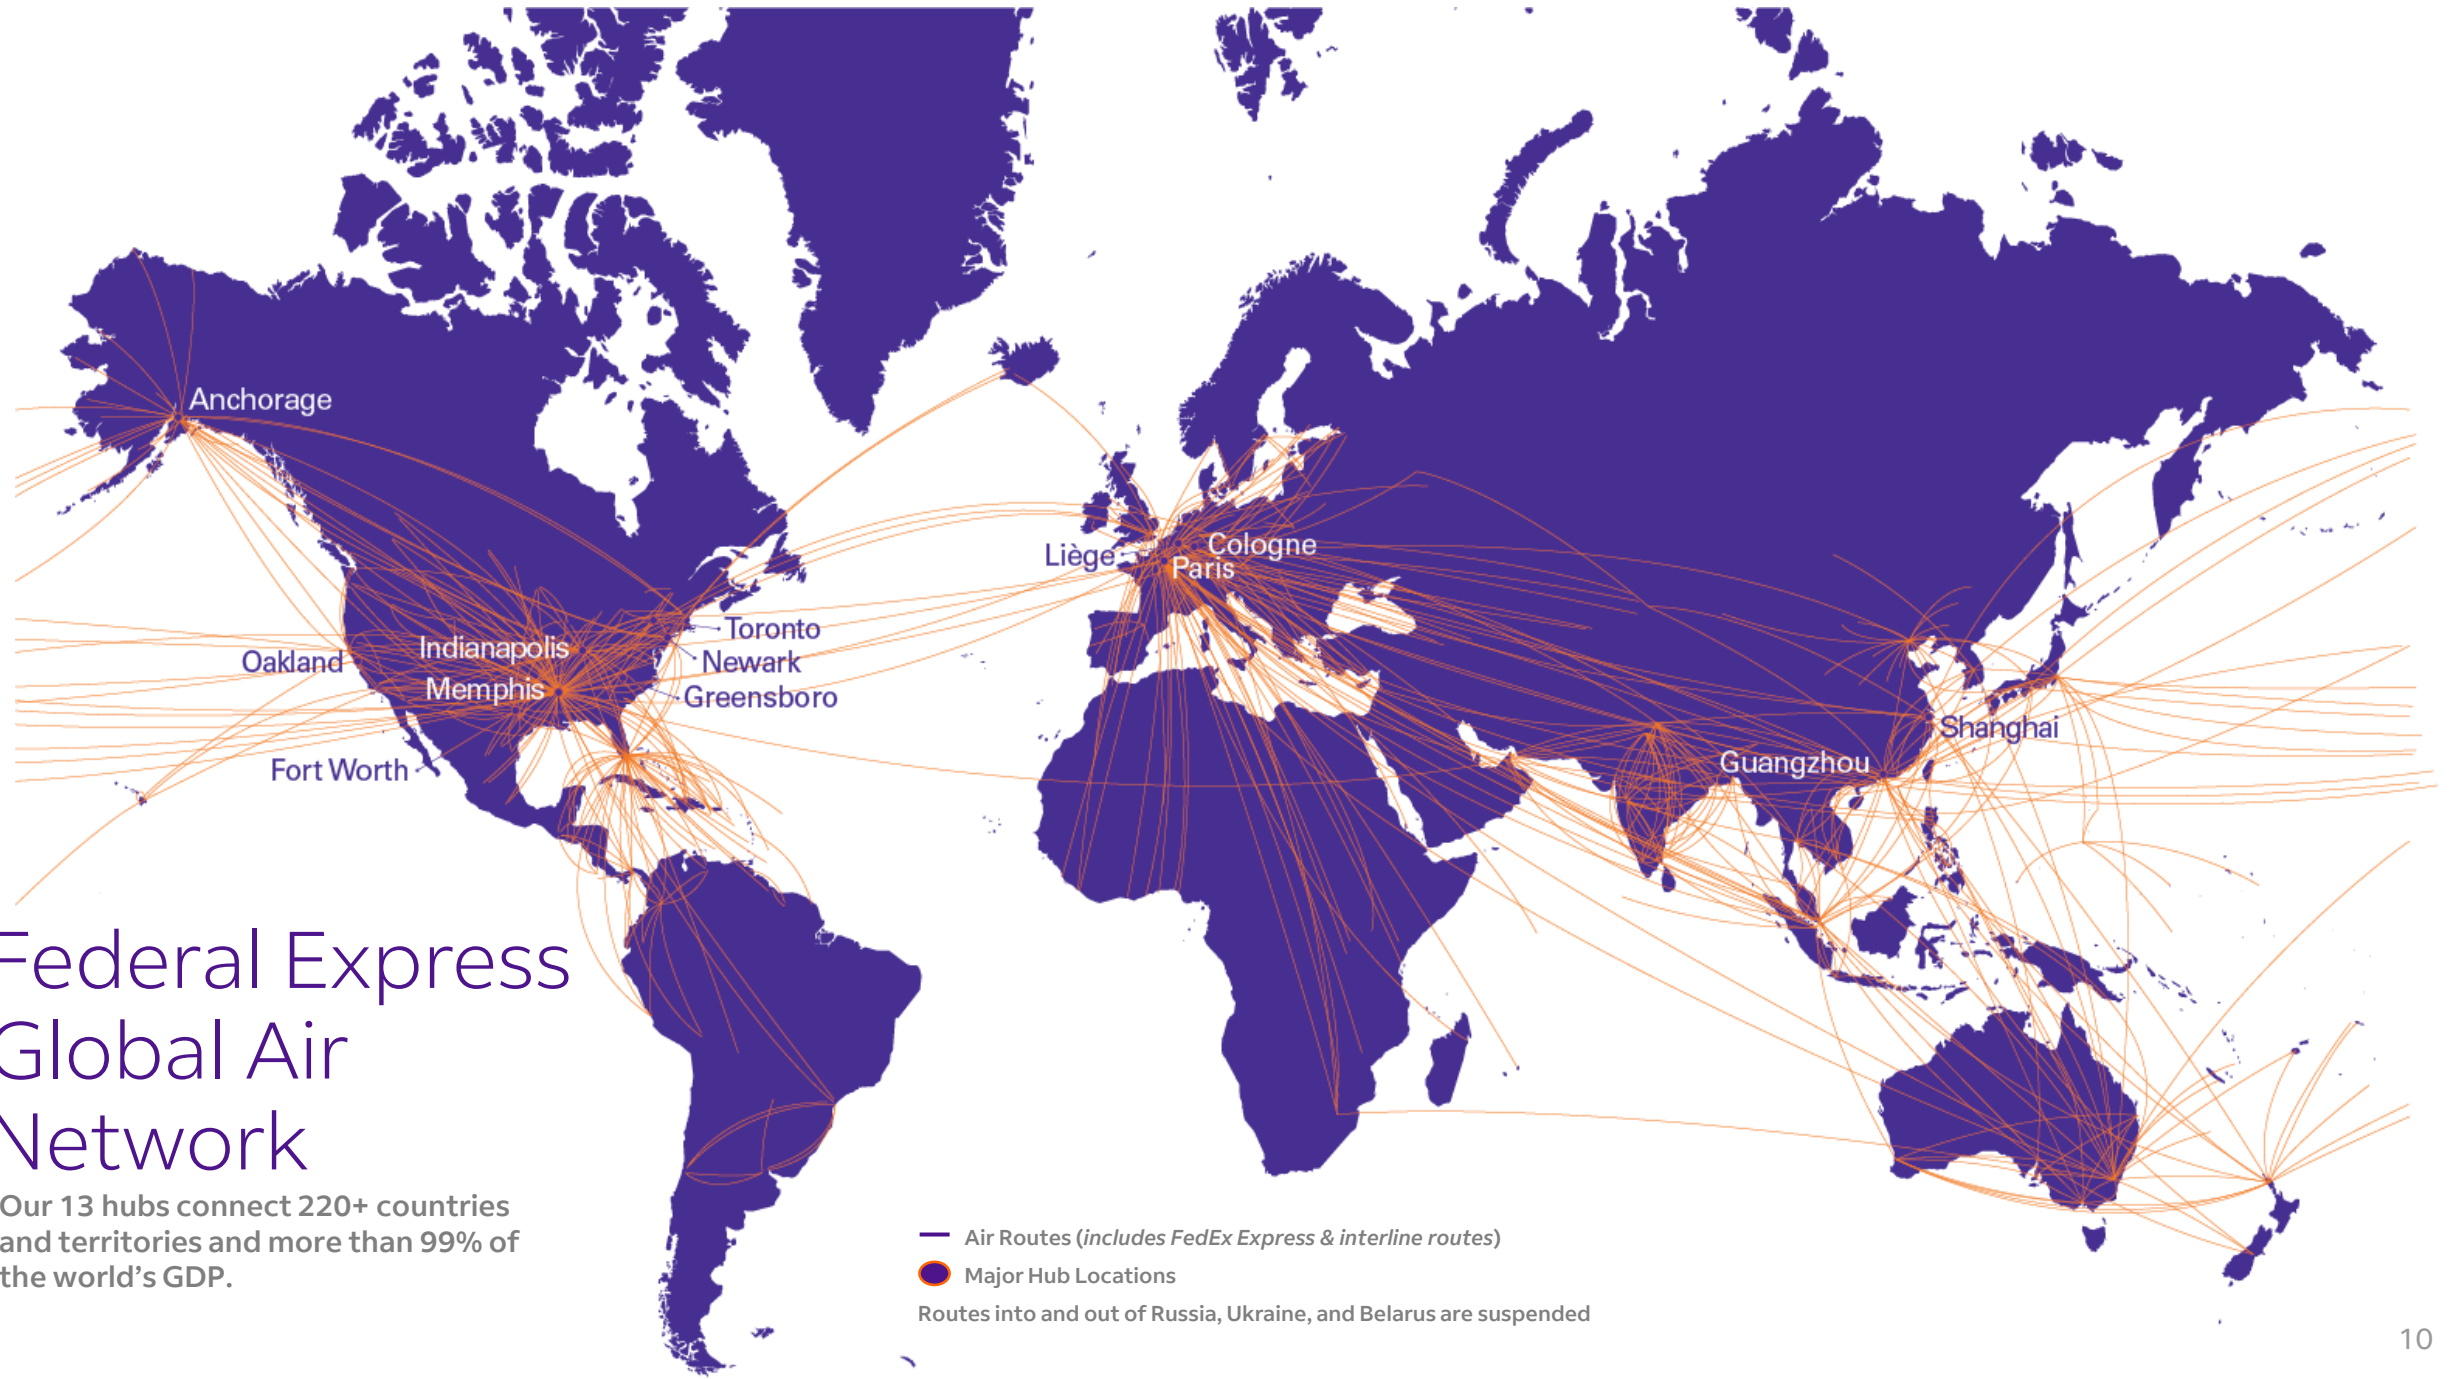 Anchorage
Liège
Cologne
Paris
Toronto
Indianapolis
Newark
Oakland
Memphis
Greensboro
Shanghai
Guangzhou
Fort Worth
Federal Express
Global Air
Network
Our 13 hubs connect 220+ countries
and territories and more than 99% of
the world's GDP.
Air Routes (includes FedEx Express & interline routes)
Major Hub Locations
Routes into and out of Russia, Ukraine, and Belarus are suspended
10